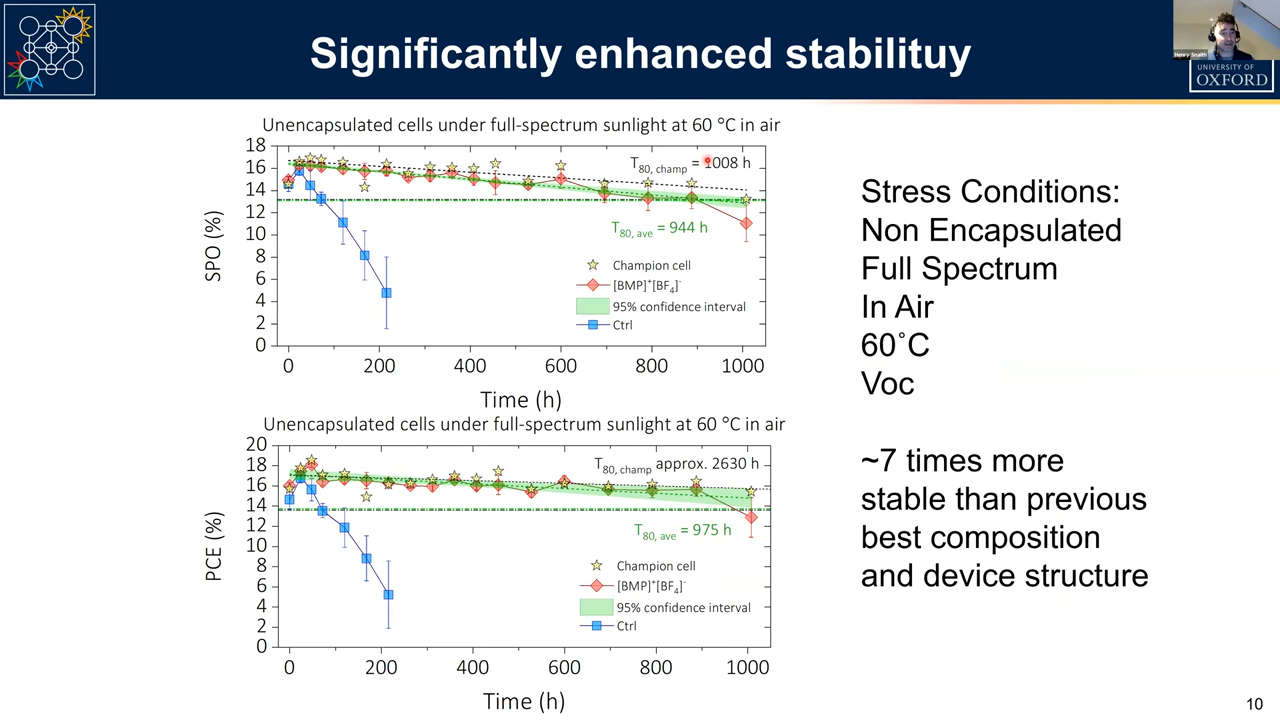 Significantly enhanced stabilituy
Henry Snaith
UNIVERSITY OF
OXFORD
Unencapsulated cells under full-spectrum sunlight at 60 °C in air
18
16
14
12
10
8
6
4
2
0
SPO (%)
T80, champ = 1008 h
T80, ave = 944 h
Champion cell
[BMP]+[BF4]-
95% confidence interval
Ctrl
0 200 400 600 800 1000
Time (h)
Unencapsulated cells under full-spectrum sunlight at 60 °C in air
20
18
16
14
12
10
8
6
4
2
0
PCE (%)
T80, champ approx. 2630 h
T80, ave = 975 h
Champion cell
[BMP]+[BF4]-
95% confidence interval
Ctrl
0 200 400 600 800 1000
Time (h)
Stress Conditions:
Non Encapsulated
Full Spectrum
In Air
60°C
Voc
~7 times more
stable than previous
best composition
and device structure
10